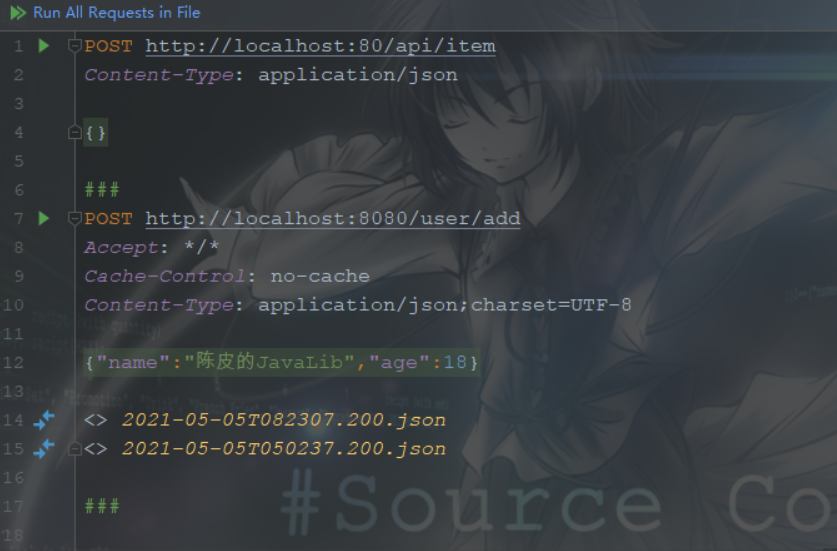 Run All Requests in File
1 POST http://localhost:80/api/item
2 Content-Type: application/json
3
4 {}
5
6 ###
7 POST http://localhost:8080/user/add
8 Accept: */*
9 Cache-Control: no-cache
10 Content-Type: application/json;charset=UTF-8
11
12 {"name":"陈皮的JavaLib","age":18}
13
14 <> 2021-05-05T082307.200.json
15 <> 2021-05-05T050237.200.json
16
#Source Co
17 ###
18